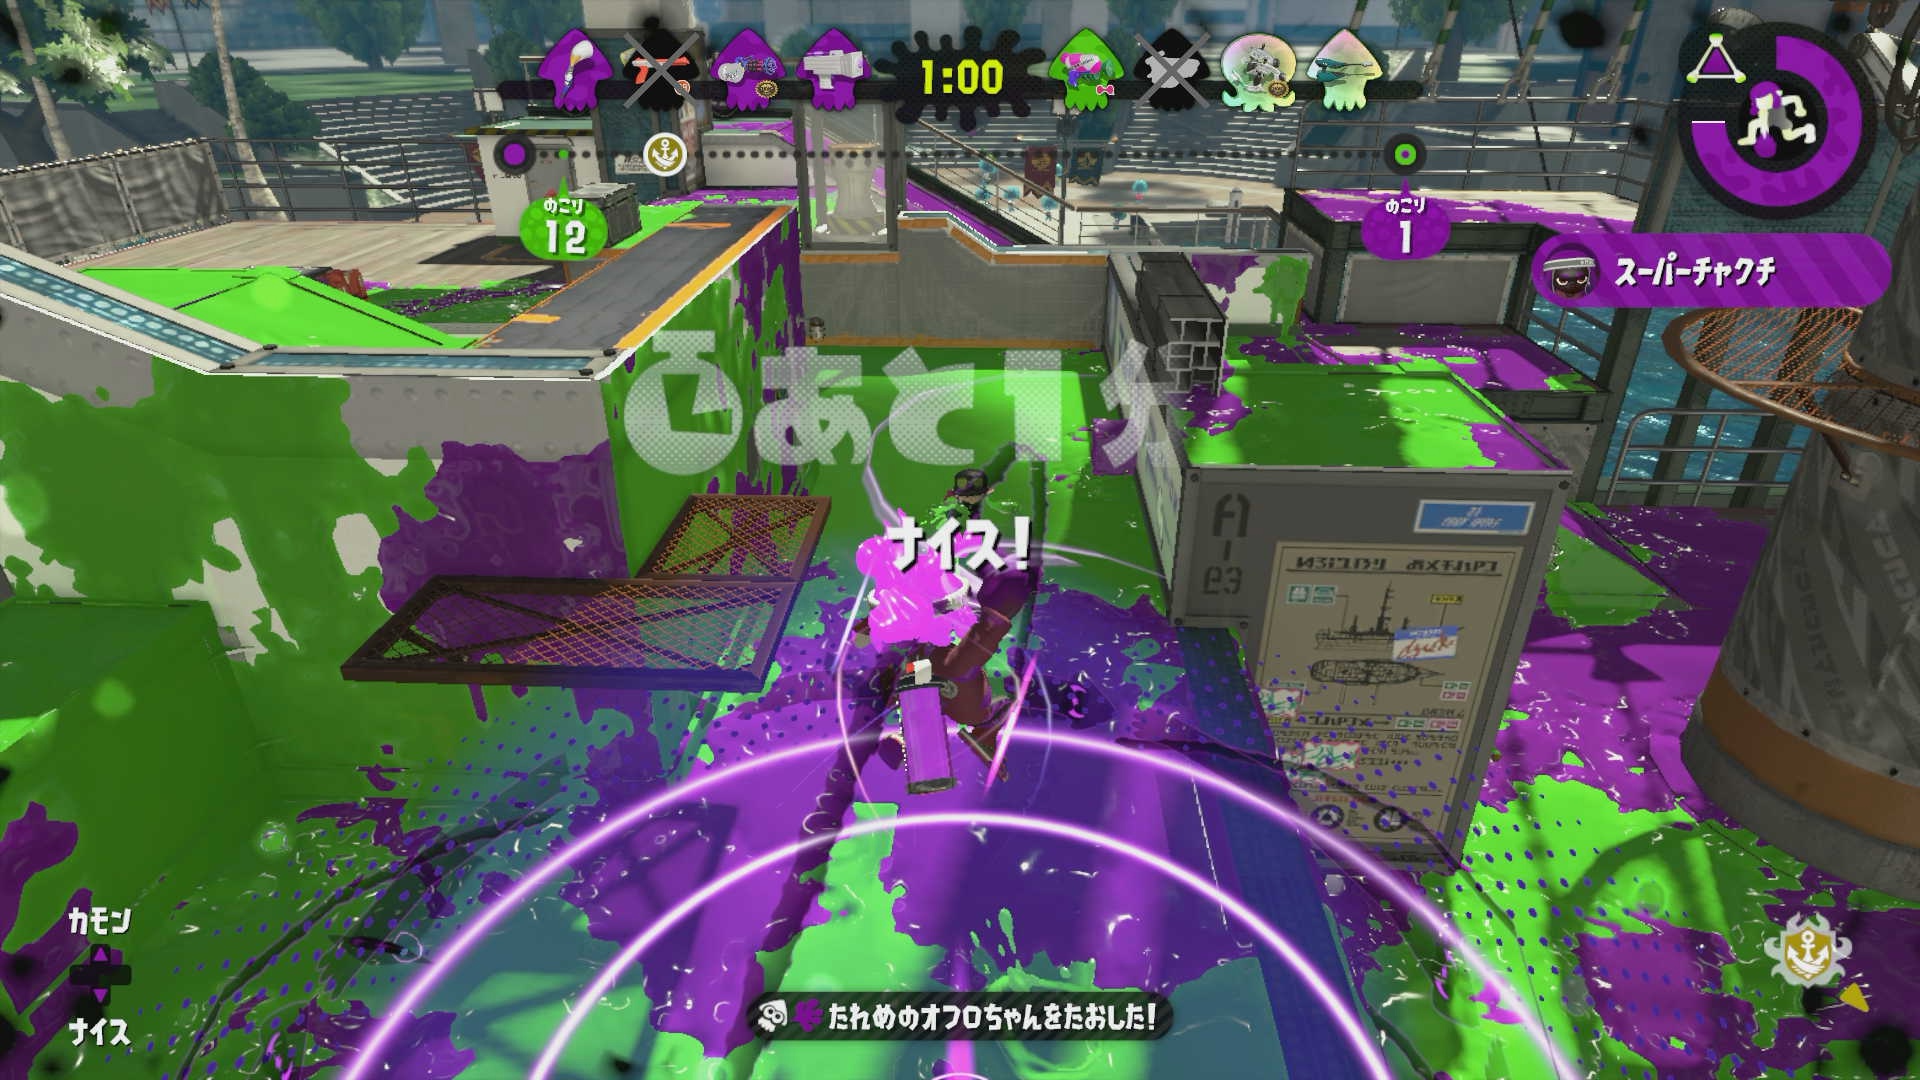 1:00
のこり
12
のこり
1
スーパーチャクチ
あと1分
ナイス!
カモン
ナイス
たれめのオフロちゃんをたおした!